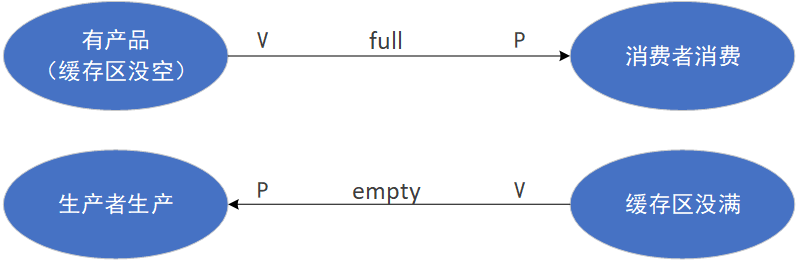 有产品
(缓存区没空)
V full P
消费者消费
生产者生产
P empty V
缓存区没满